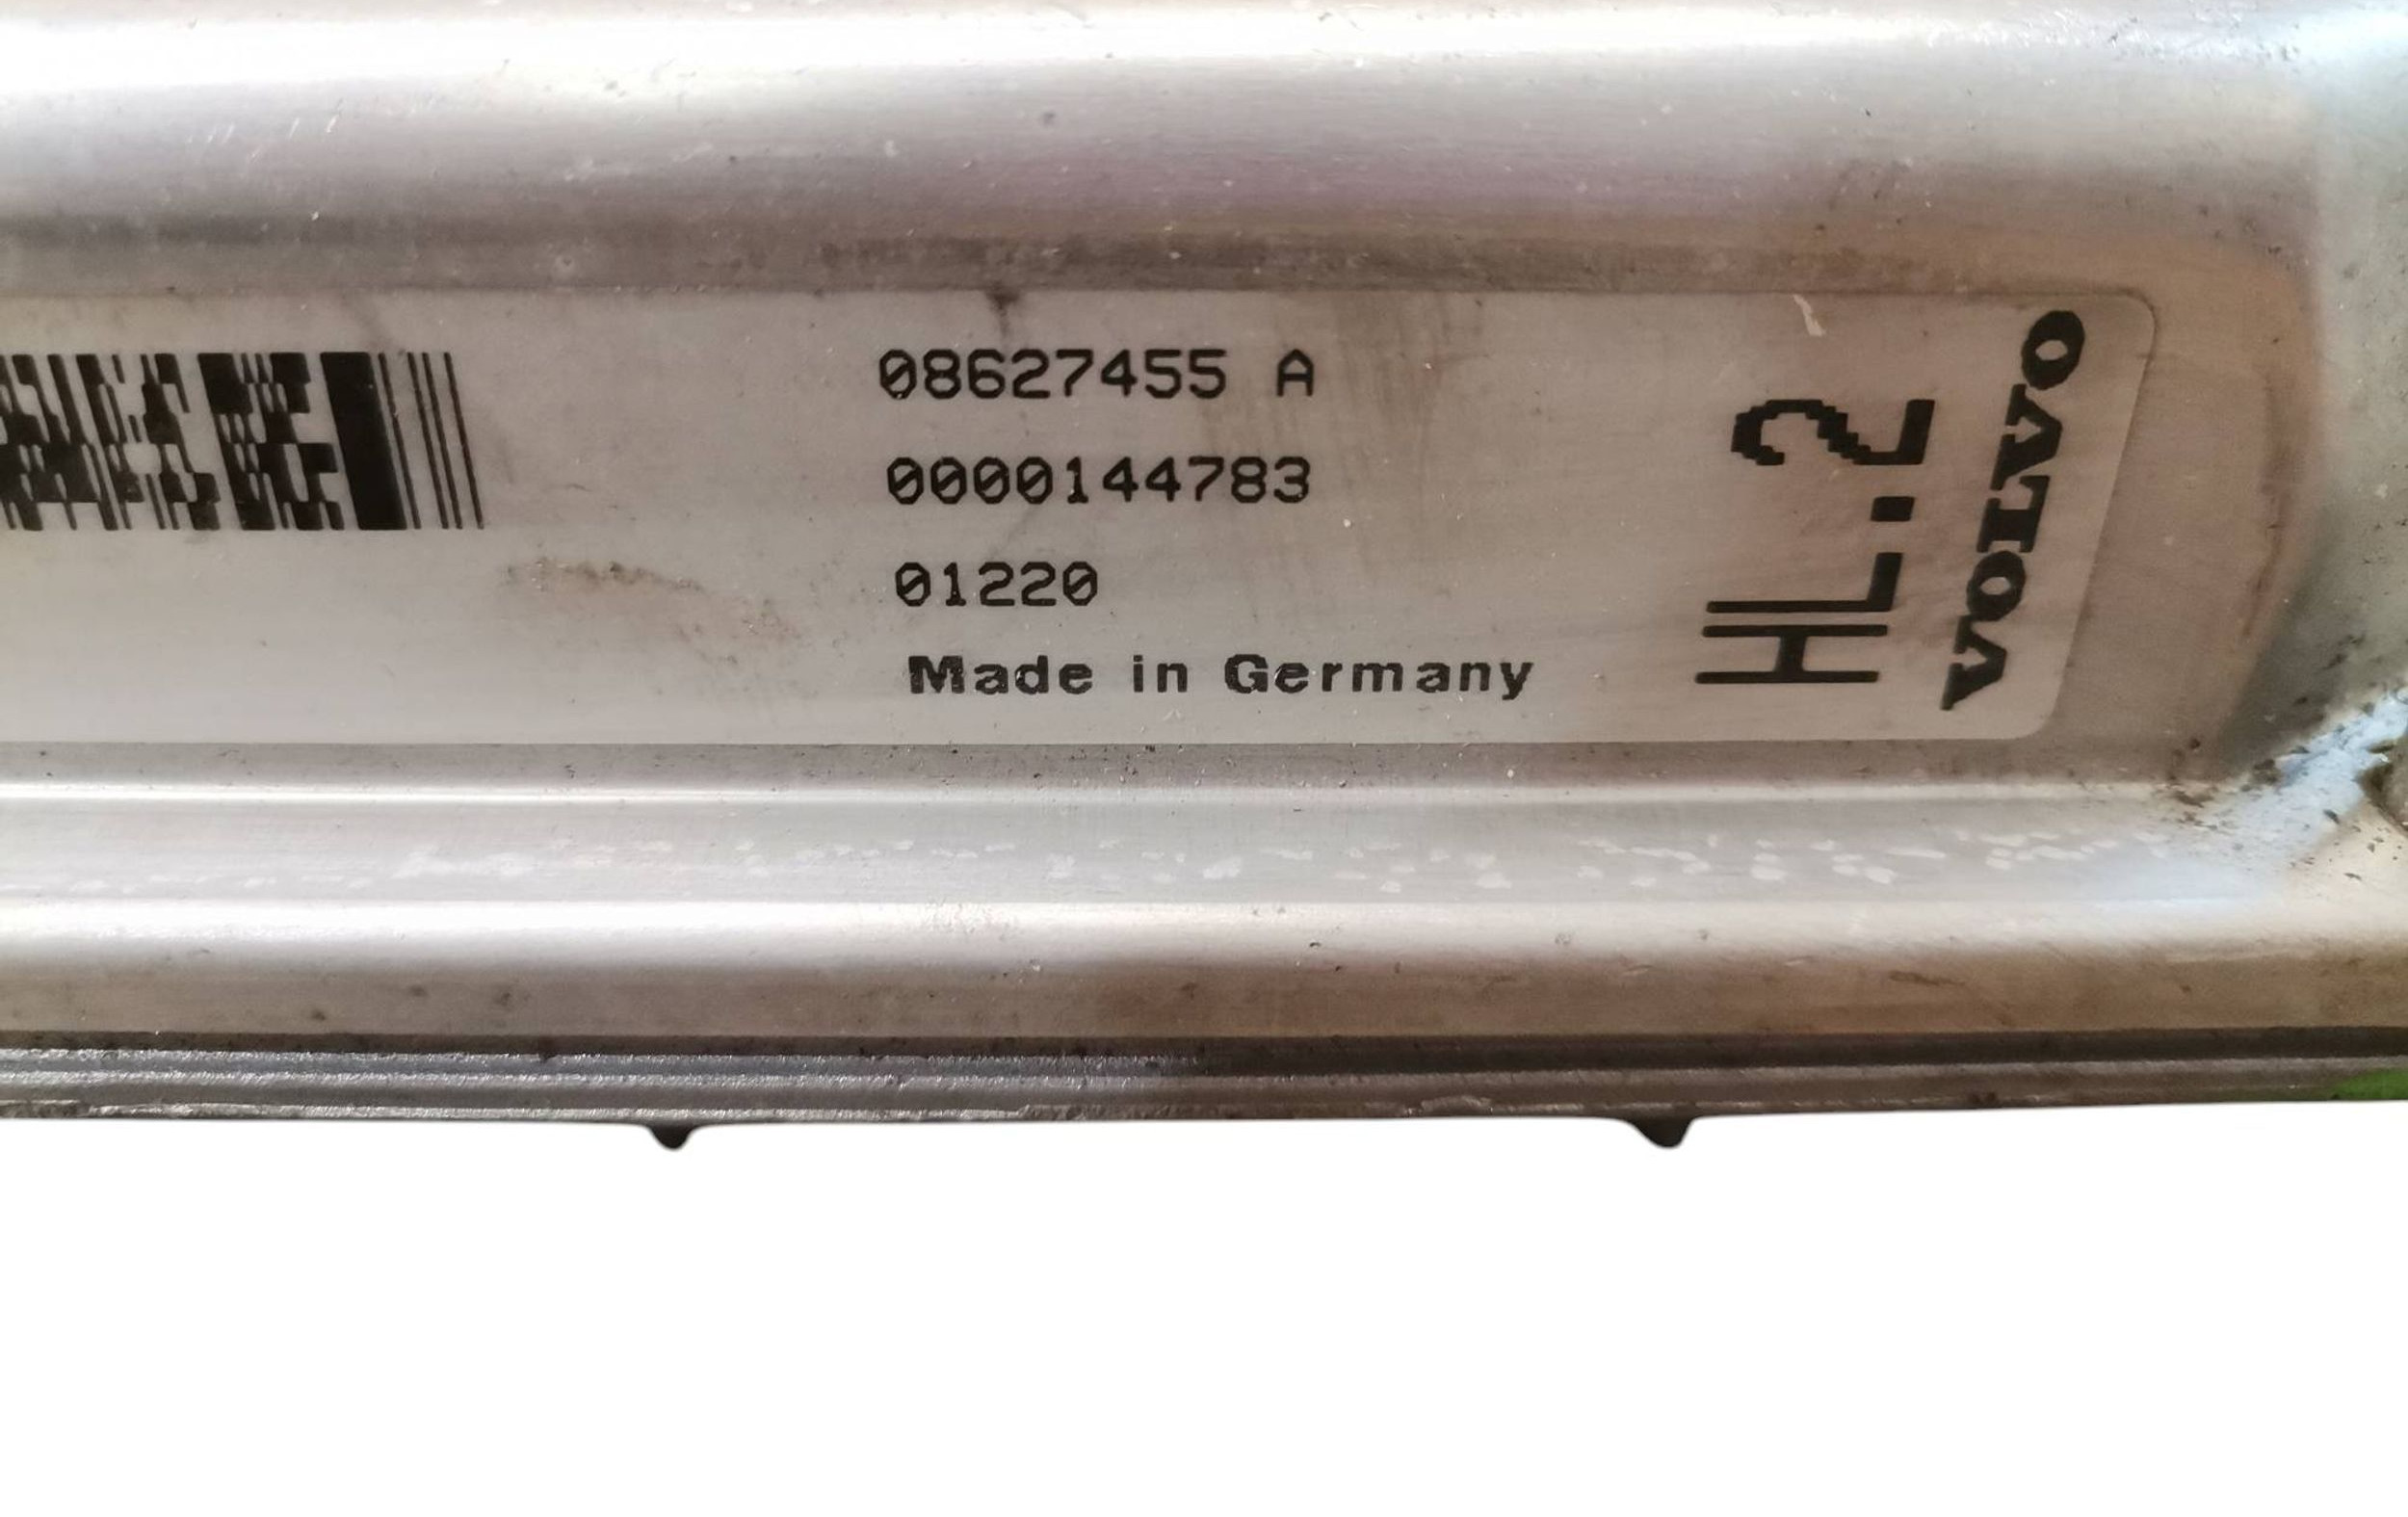 08627455 A
0000144783
01220
Made in Germany
HL.2
VOLVO